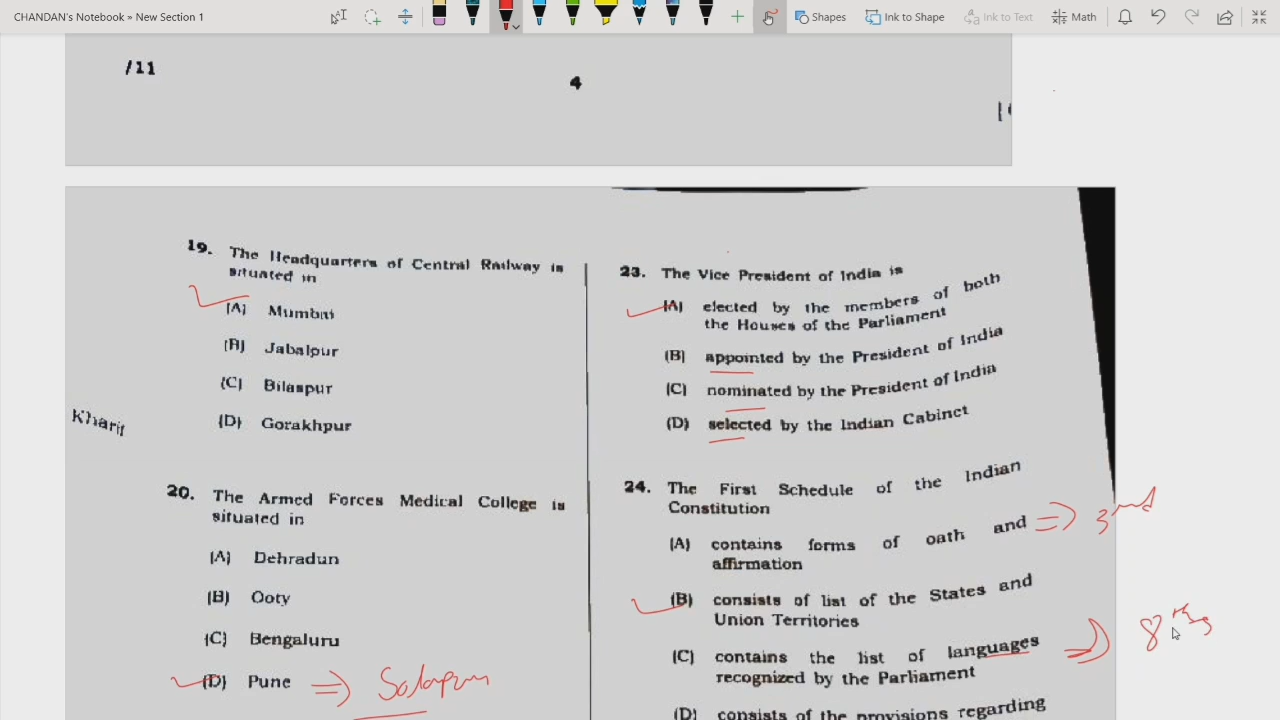 CHANDAN's Notebook » New Section 1
Shapes
Ink to Shape
Ink to Text
Math
/11
4
19. The Headquarters of Central Railway is
situated in
(A) Mumbai
(B) Jabalpur
(C) Bilaspur
(D) Gorakhpur
Kharif
20. The Armed Forces Medical College is
situated in
(A) Dehradun
(B) Ooty
(C) Bengaluru
(D) Pune ⇒
23. The Vice President of India is
(A) elected by the members of both
the Houses of the Parliament
(B) appointed by the President of India
(C) nominated by the President of India
(D) selected by the Indian Cabinet
24. The First Schedule of the Indian
Constitution
(A) contains forms of oath and ⇒ 3rd
affirmation
(B) consists of list of the States and
Union Territories
(C) contains the list of languages ⇒ 8th
recognized by the Parliament
(D) consists of the provisions regarding